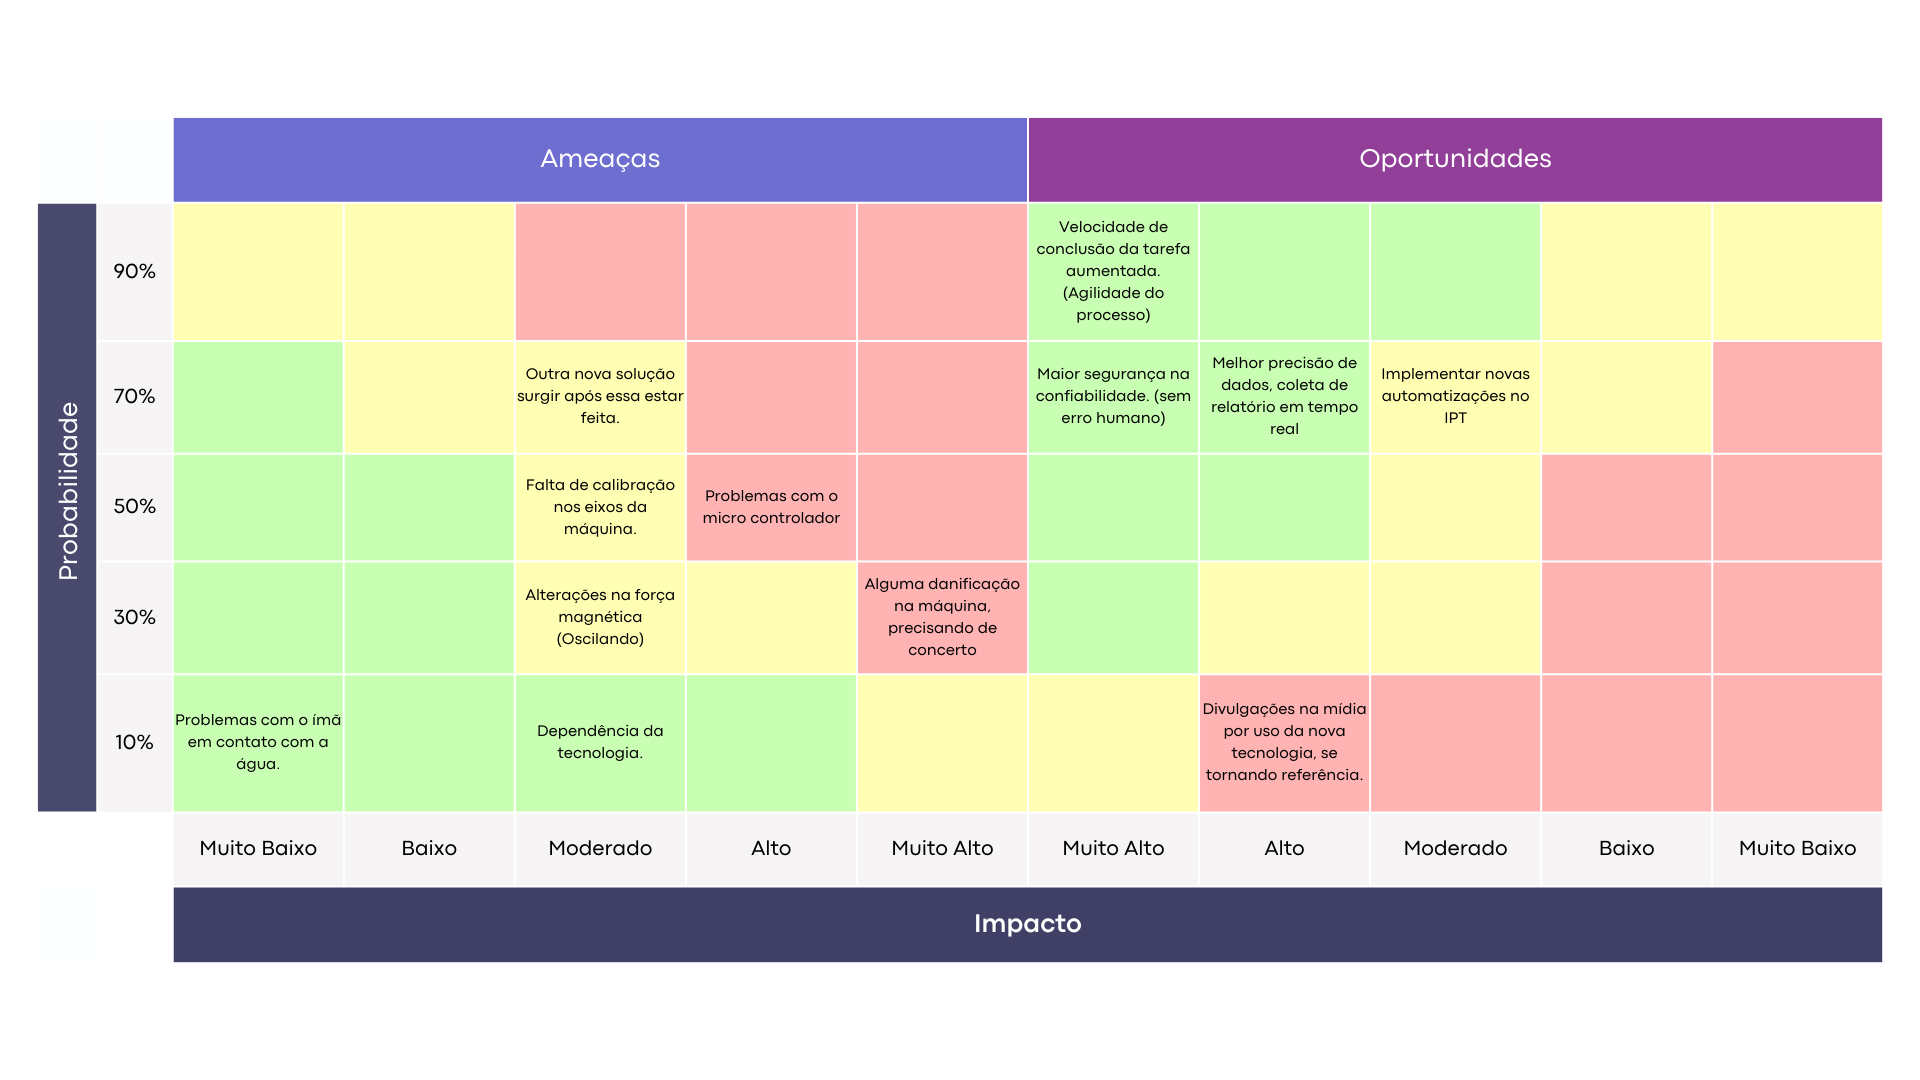 Ameaças
Oportunidades
Probabilidade
90%
Velocidade de
conclusão da tarefa
aumentada.
(Agilidade do
processo)
70%
Outra nova solução
surgir após essa estar
feita.
Maior segurança na
confiabilidade. (sem
erro humano)
Melhor precisão de
dados, coleta de
relatório em tempo
real
Implementar novas
automatizações no
IPT
50%
Falta de calibração
nos eixos da
máquina.
Problemas com o
micro controlador
30%
Alterações na força
magnética
(Oscilando)
Alguma danificação
na máquina,
precisando de
concerto
10%
Problemas com o ímã
em contato com a
água.
Dependência da
tecnologia.
Divulgações na mídia
por uso da nova
tecnologia, se
tornando referência.
Muito Baixo
Baixo
Moderado
Alto
Muito Alto
Muito Alto
Alto
Moderado
Baixo
Muito Baixo
Impacto